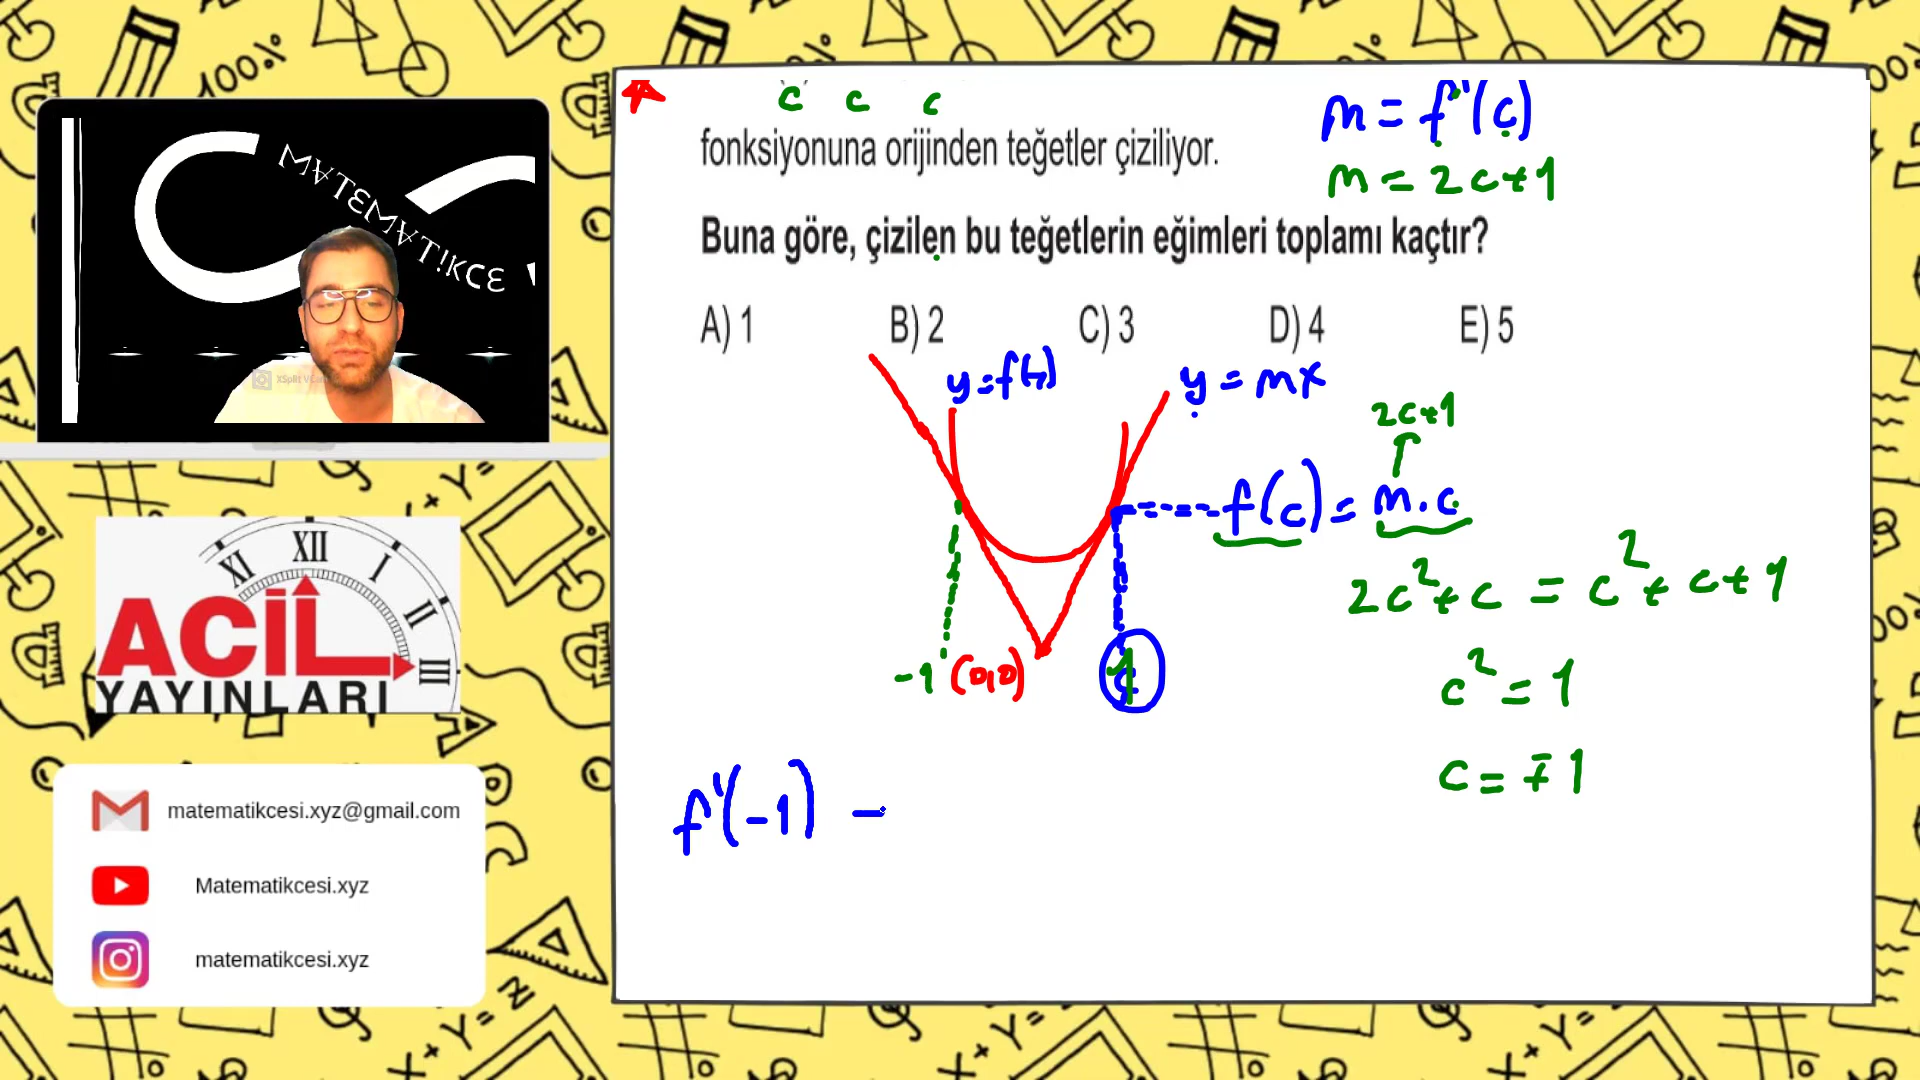 c c c
fonksiyonuna orijinden teğetler çiziliyor.
m = f'(c)
m = 2c+1
Buna göre, çizilen bu teğetlerin eğimleri toplamı kaçtır?
A) 1 B) 2 C) 3 D) 4 E) 5
y = mx
2c+1
f(c) = m.c
2c²+c = c²+c+1
-1 (0,0)
c² = 1
c = ∓1
f'(-1) -
MATEMATİKCE
XII
XI
I
II
III
ACİL
YAYINLARI
matematikcesi.xyz@gmail.com
Matematikcesi.xyz
matematikcesi.xyz